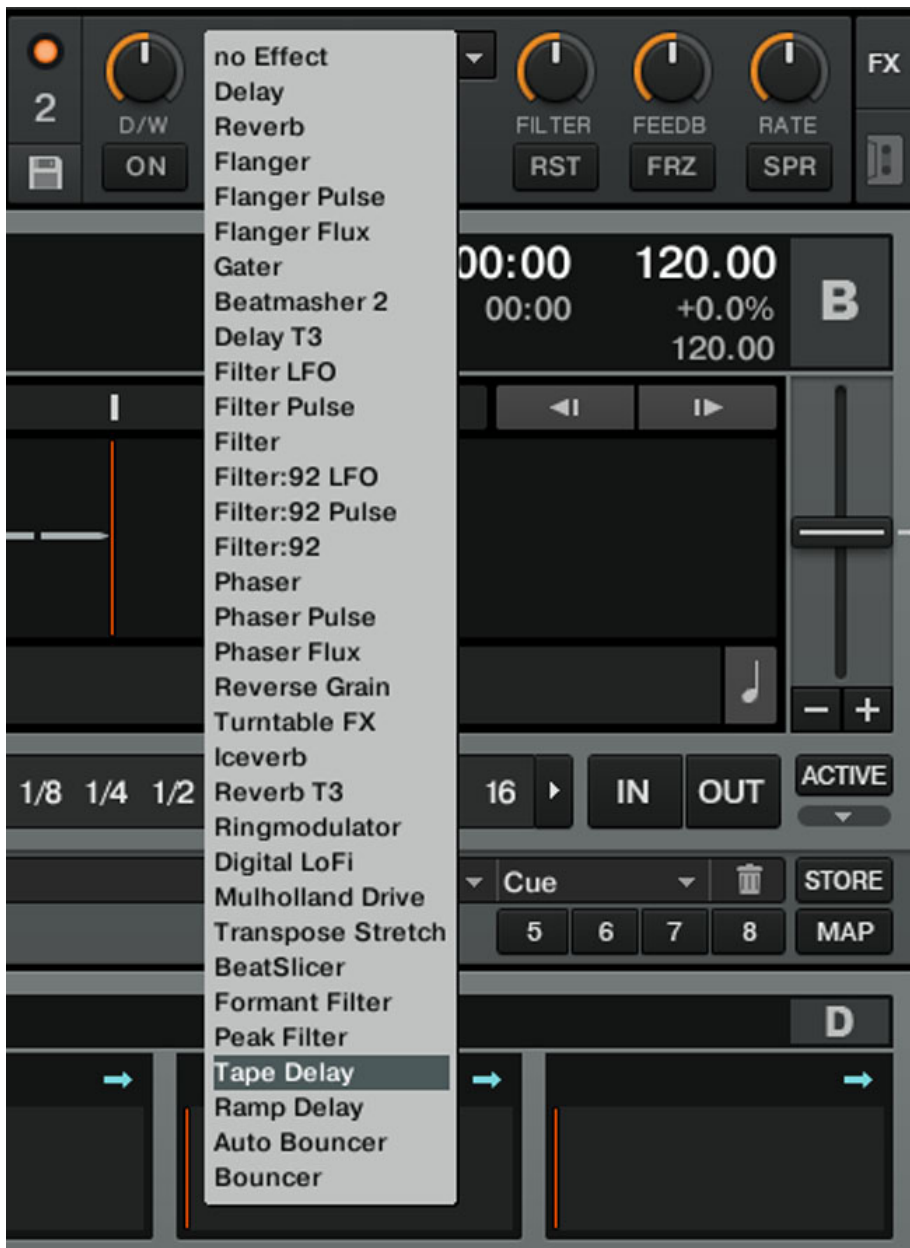 2
D/W
ON
FILTER
FEEDB
RATE
FX
RST
FRZ
SPR
no Effect
Delay
Reverb
Flanger
Flanger Pulse
Flanger Flux
Gater
Beatmasher 2
Delay T3
Filter LFO
Filter Pulse
Filter
Filter:92 LFO
Filter:92 Pulse
Filter:92
Phaser
Phaser Pulse
Phaser Flux
Reverse Grain
Turntable FX
Iceverb
Reverb T3
Ringmodulator
Digital LoFi
Mulholland Drive
Transpose Stretch
BeatSlicer
Formant Filter
Peak Filter
Tape Delay
Ramp Delay
Auto Bouncer
Bouncer
00:00 120.00
00:00 +0.0%
120.00
B
1/8 1/4 1/2
16 IN OUT ACTIVE
Cue STORE
5 6 7 8 MAP
D